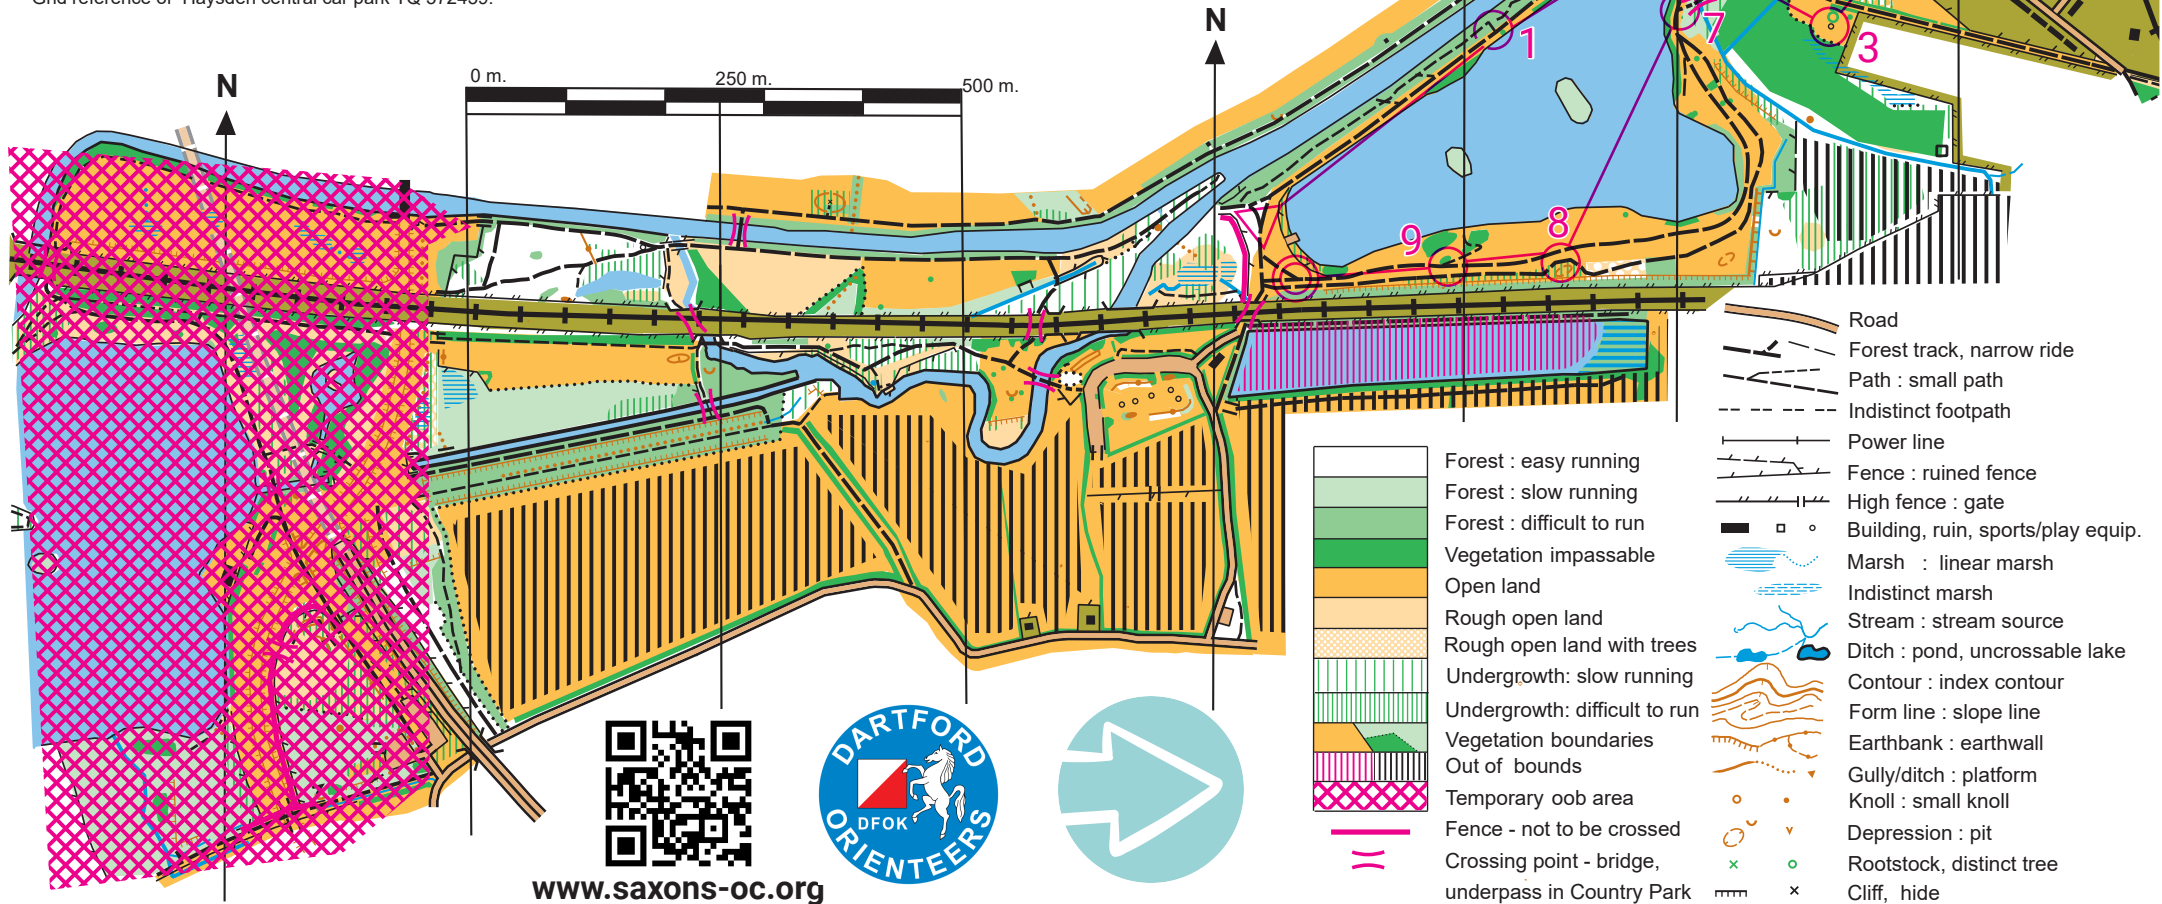 Grid reference of Haysden central car park TQ 572459.
N
N
0 m.
250 m.
500 m.
1
7
3
9
8
Forest : easy running
Forest : slow running
Forest : difficult to run
Vegetation impassable
Open land
Rough open land
Rough open land with trees
Undergrowth: slow running
Undergrowth: difficult to run
Vegetation boundaries
Out of bounds
Temporary oob area
Fence - not to be crossed
Crossing point - bridge,
underpass in Country Park
Road
Forest track, narrow ride
Path : small path
Indistinct footpath
Power line
Fence : ruined fence
High fence : gate
Building, ruin, sports/play equip.
Marsh : linear marsh
Indistinct marsh
Stream : stream source
Ditch : pond, uncrossable lake
Contour : index contour
Form line : slope line
Earthbank : earthwall
Gully/ditch : platform
Knoll : small knoll
Depression : pit
Rootstock, distinct tree
Cliff, hide
www.saxons-oc.org
DARTFORD
DFOK
ORIENTEERS